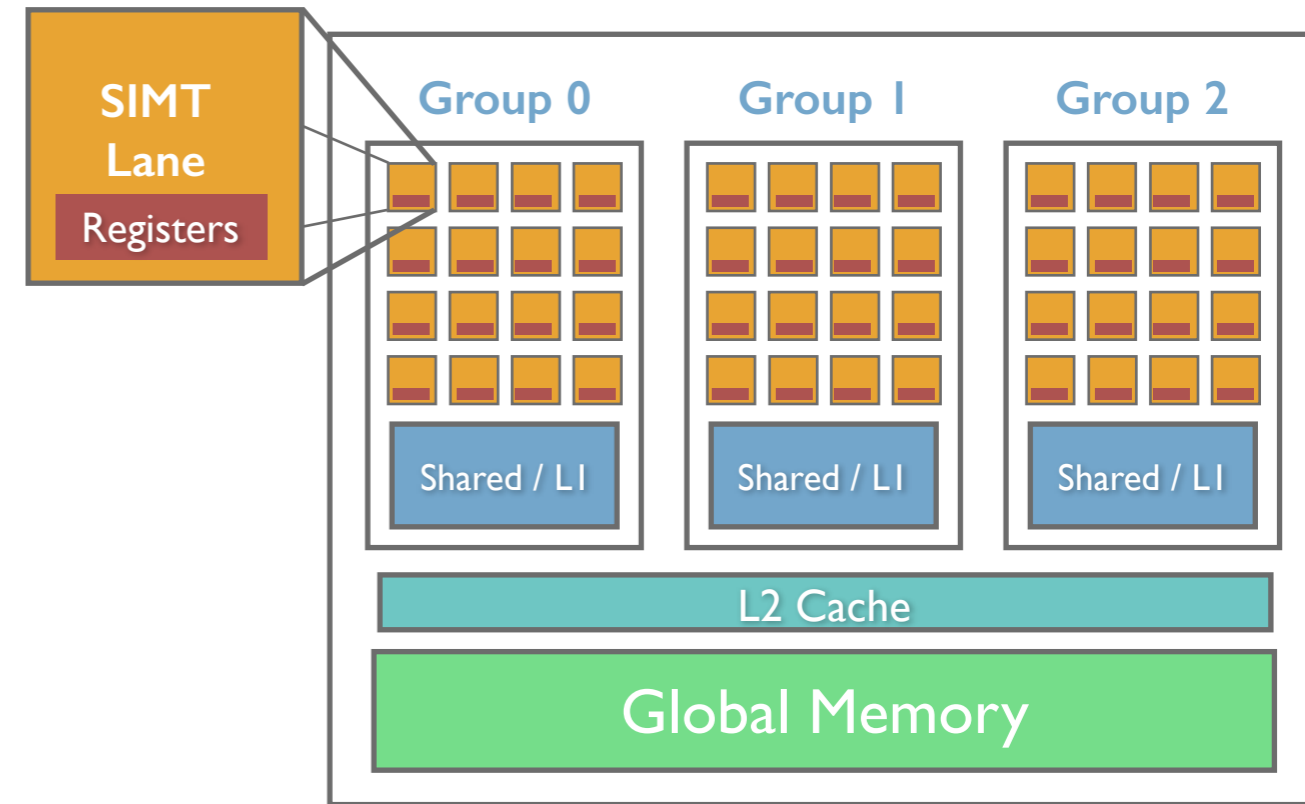 SIMT
Lane
Registers
Group 0
Group 1
Group 2
Shared / L1
Shared / L1
Shared / L1
L2 Cache
Global Memory